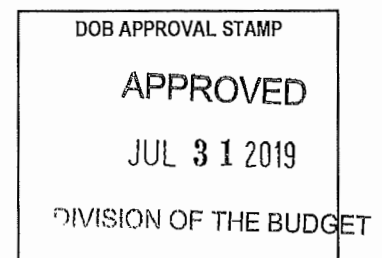 DOB APPROVAL STAMP
APPROVED
JUL 31 2019
DIVISION OF THE BUDGET